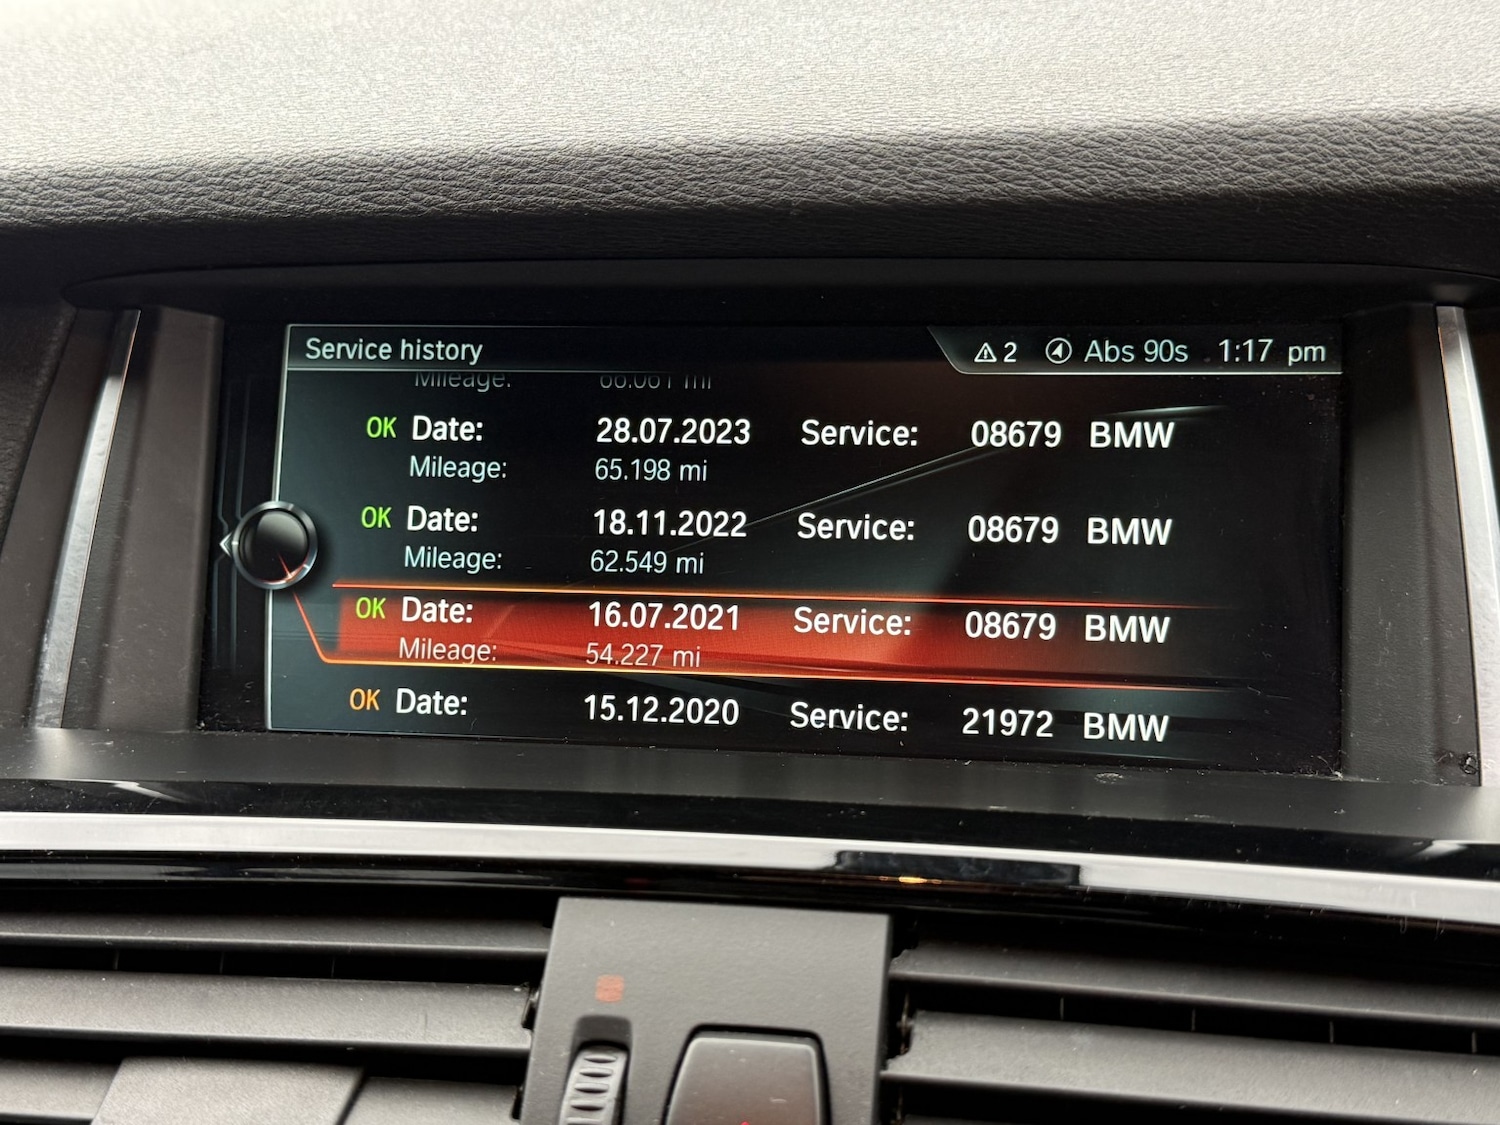 Service history
2 Abs 90s 1:17 pm
Mileage: mi
OK Date: 28.07.2023 Service: 08679 BMW
Mileage: 65.198 mi
OK Date: 18.11.2022 Service: 08679 BMW
Mileage: 62.549 mi
OK Date: 16.07.2021 Service: 08679 BMW
Mileage: 54.227 mi
OK Date: 15.12.2020 Service: 21972 BMW